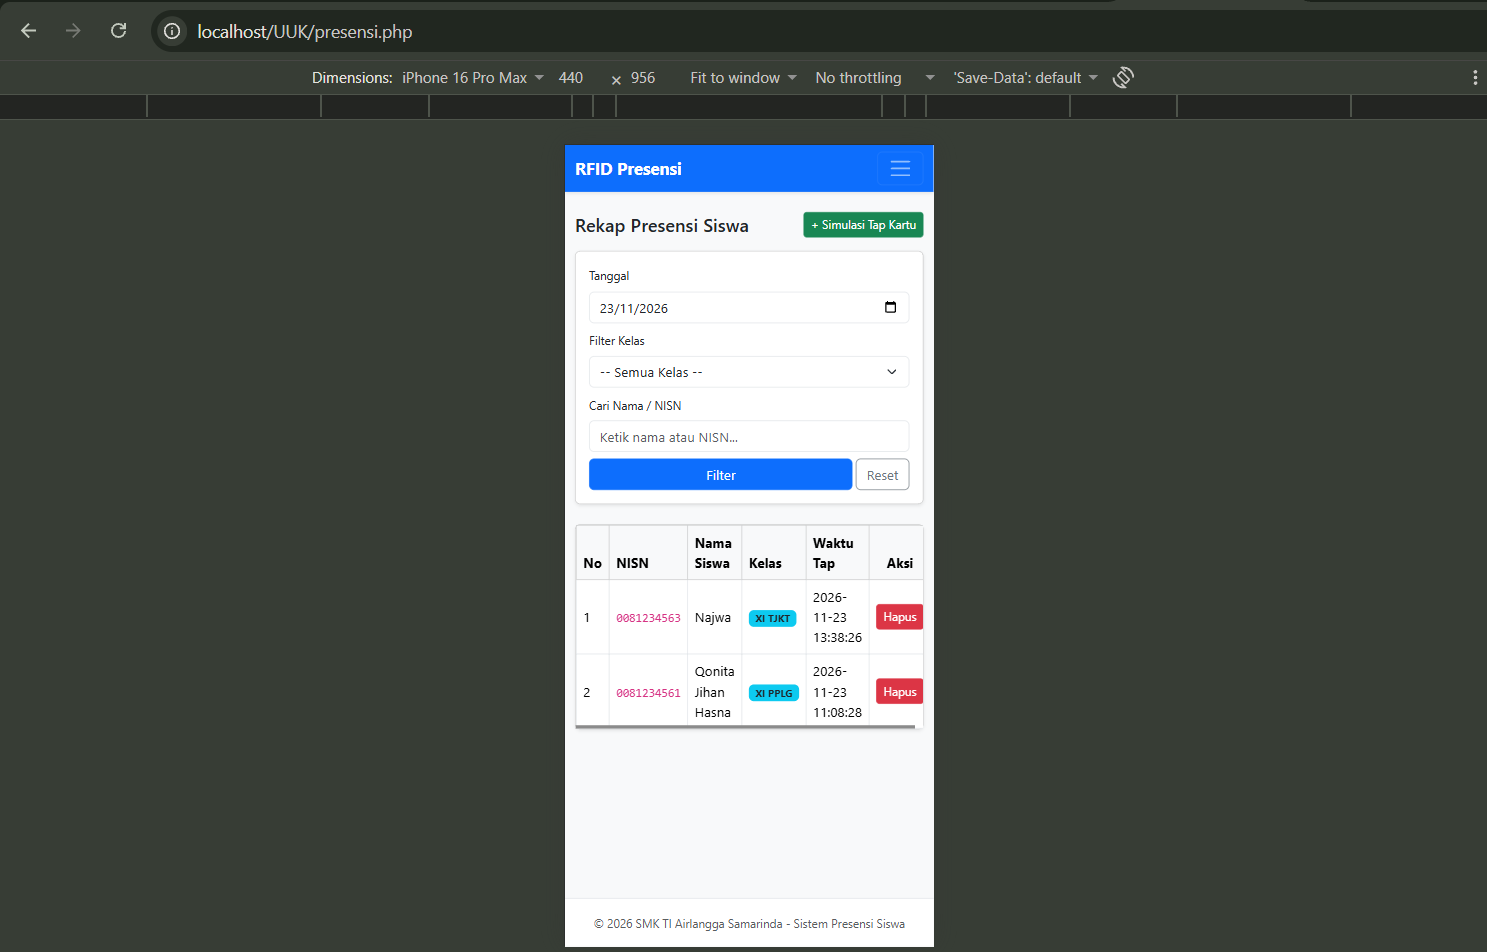 localhost/UUK/presensi.php
Dimensions: iPhone 16 Pro Max 440 × 956 Fit to window No throttling 'Save-Data': default
RFID Presensi
Rekap Presensi Siswa
+ Simulasi Tap Kartu
Tanggal
23/11/2026
Filter Kelas
-- Semua Kelas --
Cari Nama / NISN
Ketik nama atau NISN...
Filter Reset
No NISN Nama Siswa Kelas Waktu Tap Aksi
1 0081234563 Najwa XI TJKT 2026-11-23 13:38:26 Hapus
2 0081234561 Qonita Jihan Hasna XI PPLG 2026-11-23 11:08:28 Hapus
© 2026 SMK TI Airlangga Samarinda - Sistem Presensi Siswa